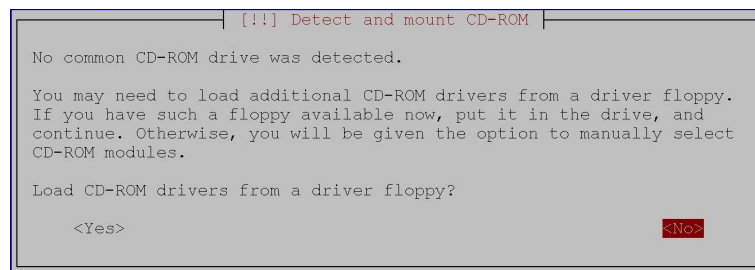 [!!] Detect and mount CD-ROM
No common CD-ROM drive was detected.
You may need to load additional CD-ROM drivers from a driver floppy.
If you have such a floppy available now, put it in the drive, and
continue. Otherwise, you will be given the option to manually select
CD-ROM modules.
Load CD-ROM drivers from a driver floppy?
<Yes> <No>